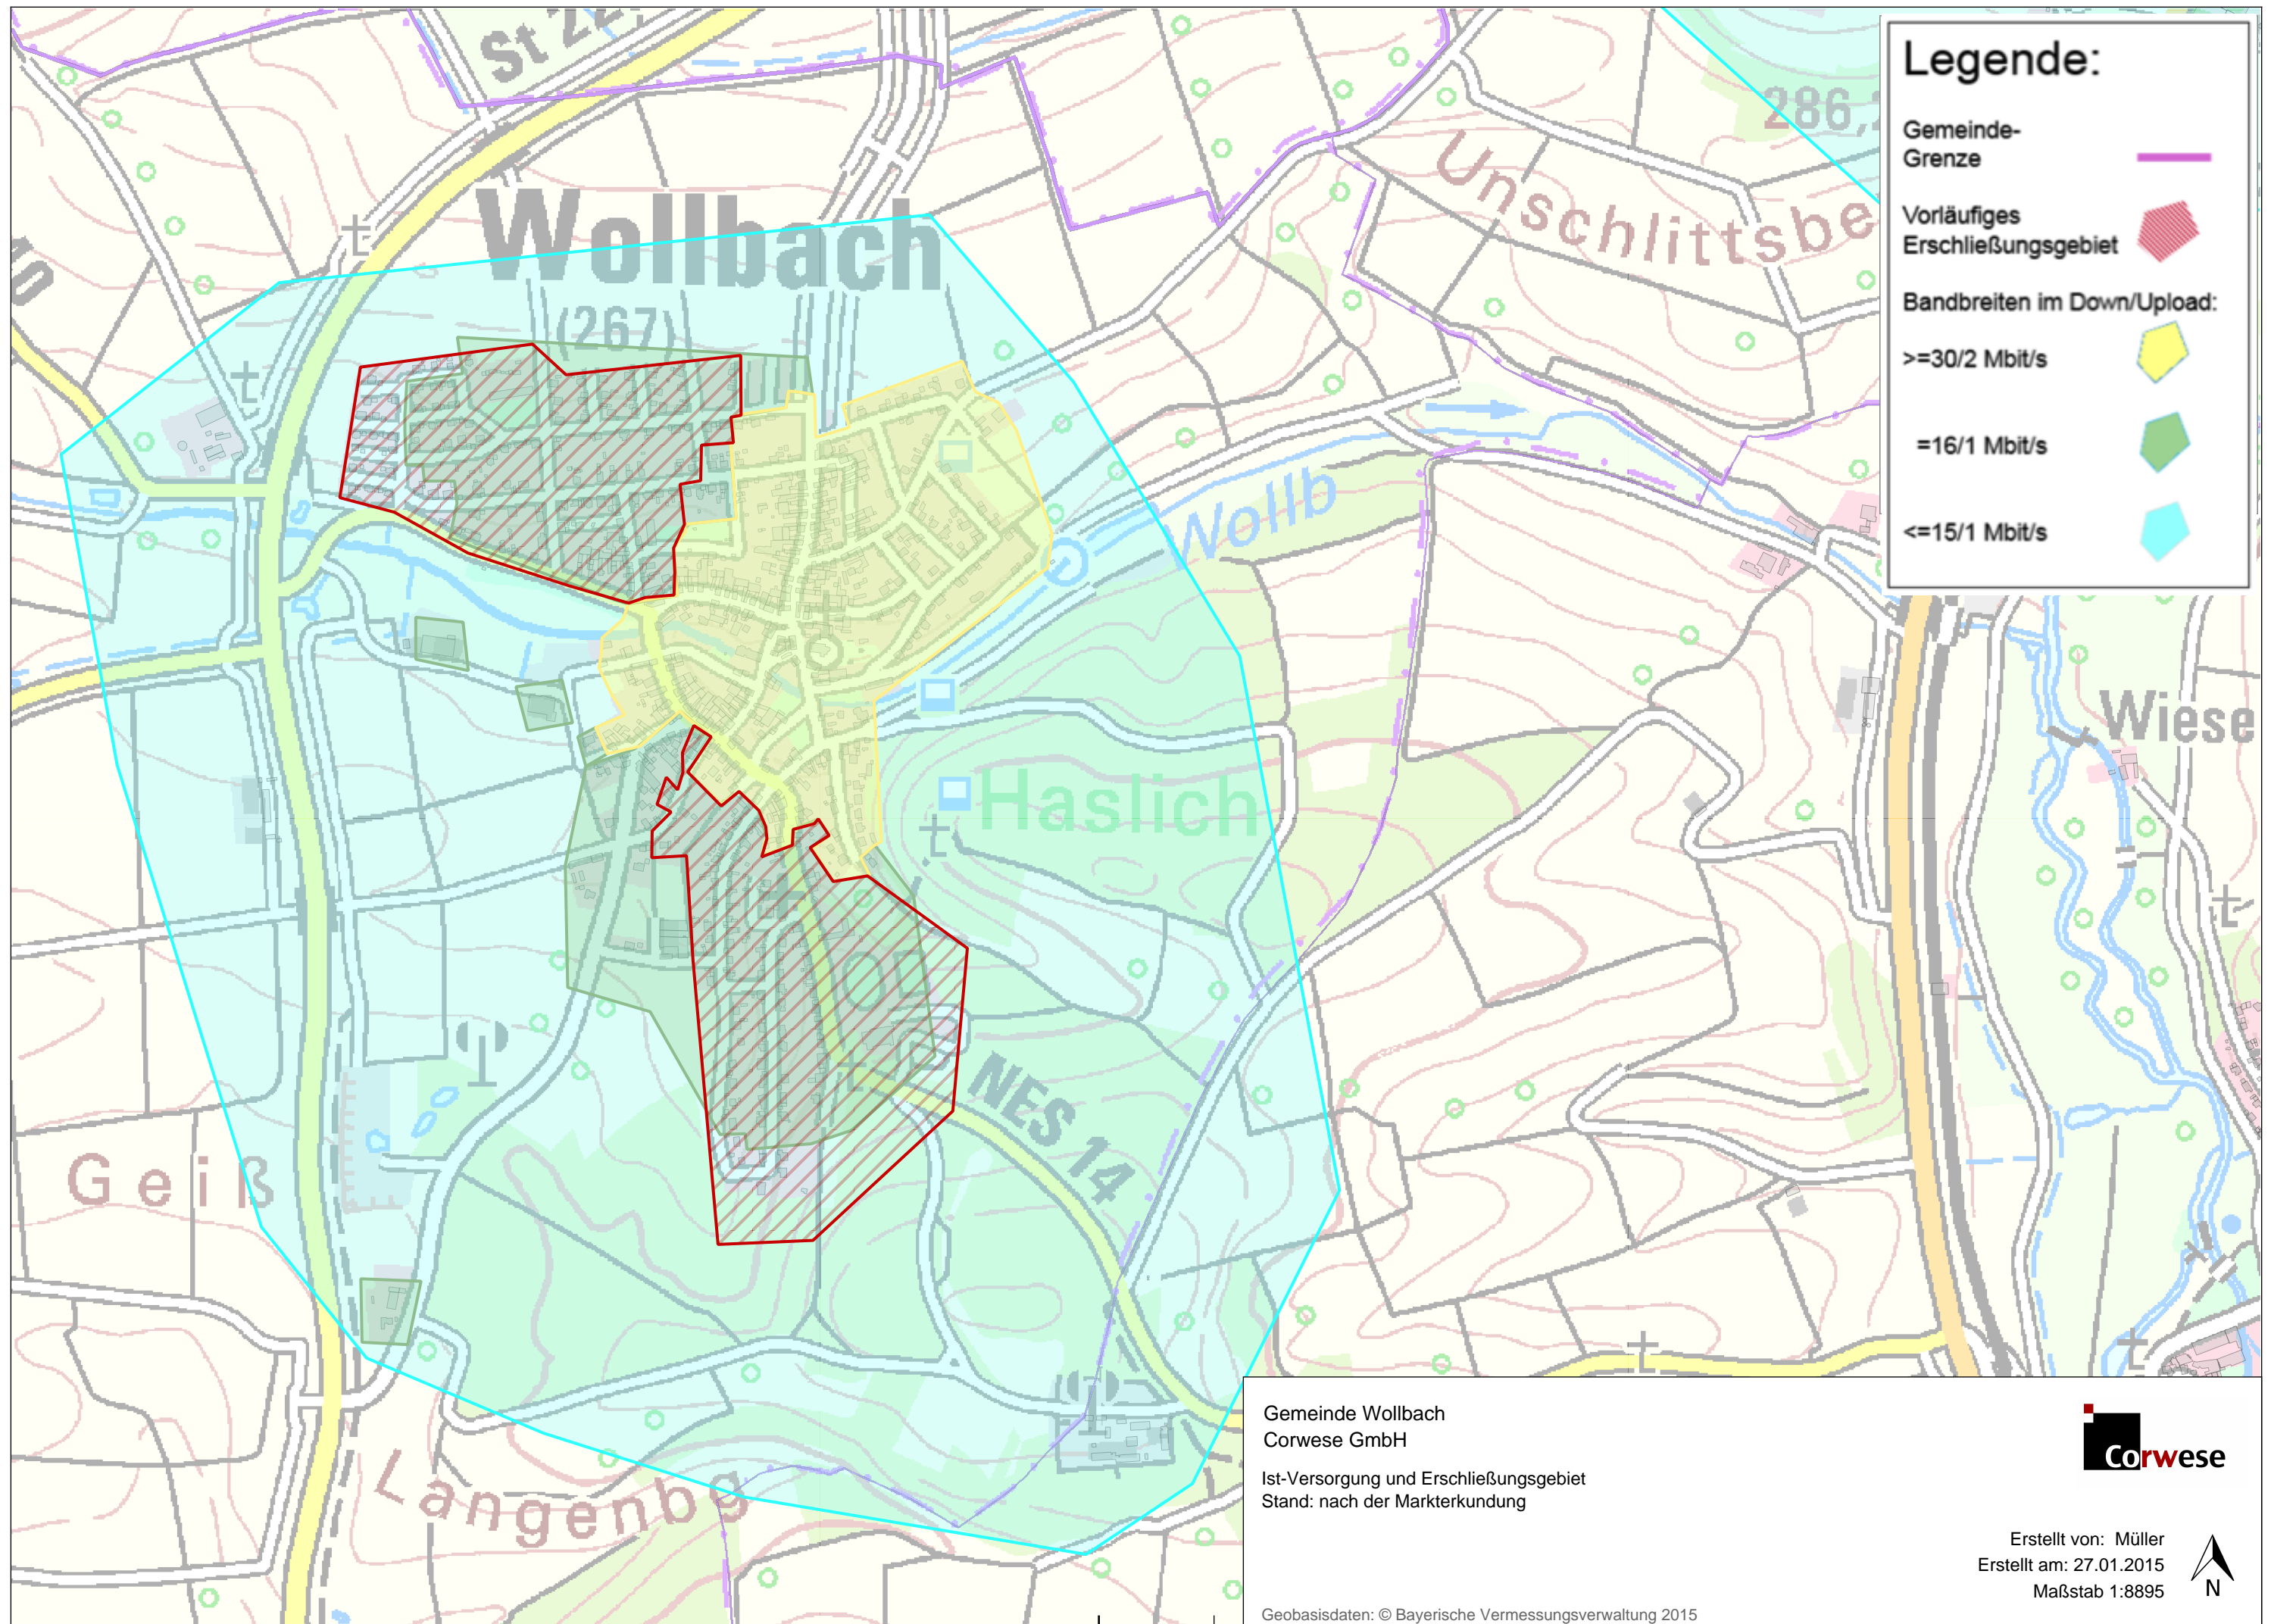 St 22
Wollbach
(267)
286,2
Unschlittsbe
Wollb
Haslich
Wiese
NES 14
Geiß
Langenbg
Legende:
Gemeinde-
Grenze
Vorläufiges
Erschließungsgebiet
Bandbreiten im Down/Upload:
>=30/2 Mbit/s
=16/1 Mbit/s
<=15/1 Mbit/s
Gemeinde Wollbach
Corwese GmbH
Ist-Versorgung und Erschließungsgebiet
Stand: nach der Markterkundung
Corwese
Erstellt von: Müller
Erstellt am: 27.01.2015
Maßstab 1:8895
N
Geobasisdaten: © Bayerische Vermessungsverwaltung 2015